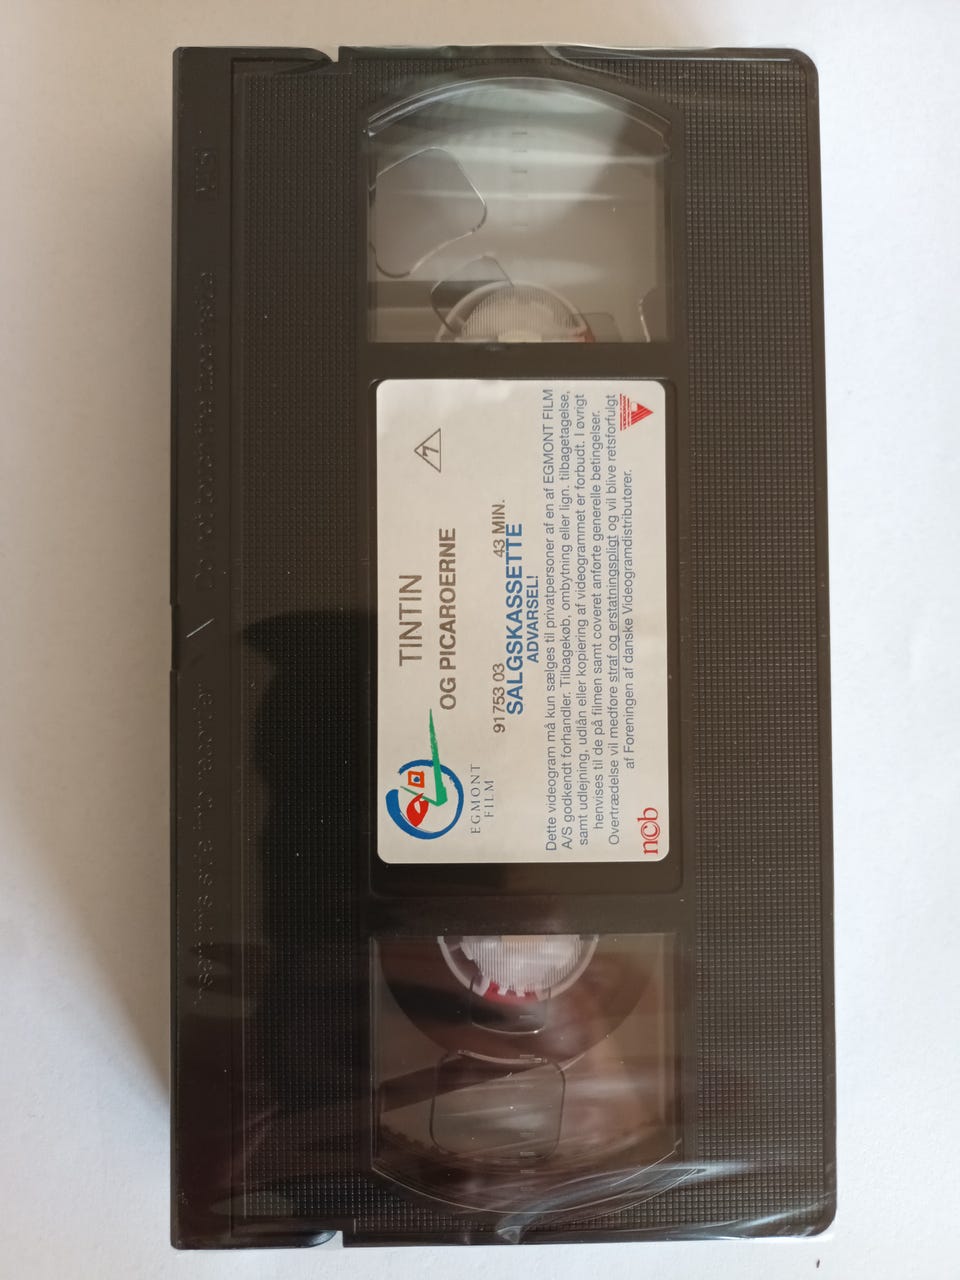 TINTIN
OG PICAROERNE
EGMONT
FILM
91753 03 43 MIN.
SALGSKASSETTE
ADVARSEL!
Dette videogram må kun sælges til privatpersoner af en af EGMONT FILM
A/S godkendt forhandler. Tilbagekøb, ombytning eller lign. tilbagetagelse,
samt udlejning, udlån eller kopiering af videogrammet er forbudt. I øvrigt
henvises til de på filmen samt coveret anførte generelle betingelser.
Overtrædelse vil medføre straf og erstatningspligt og vil blive retsforfulgt
af Foreningen af danske Videogramdistributører.
ncb